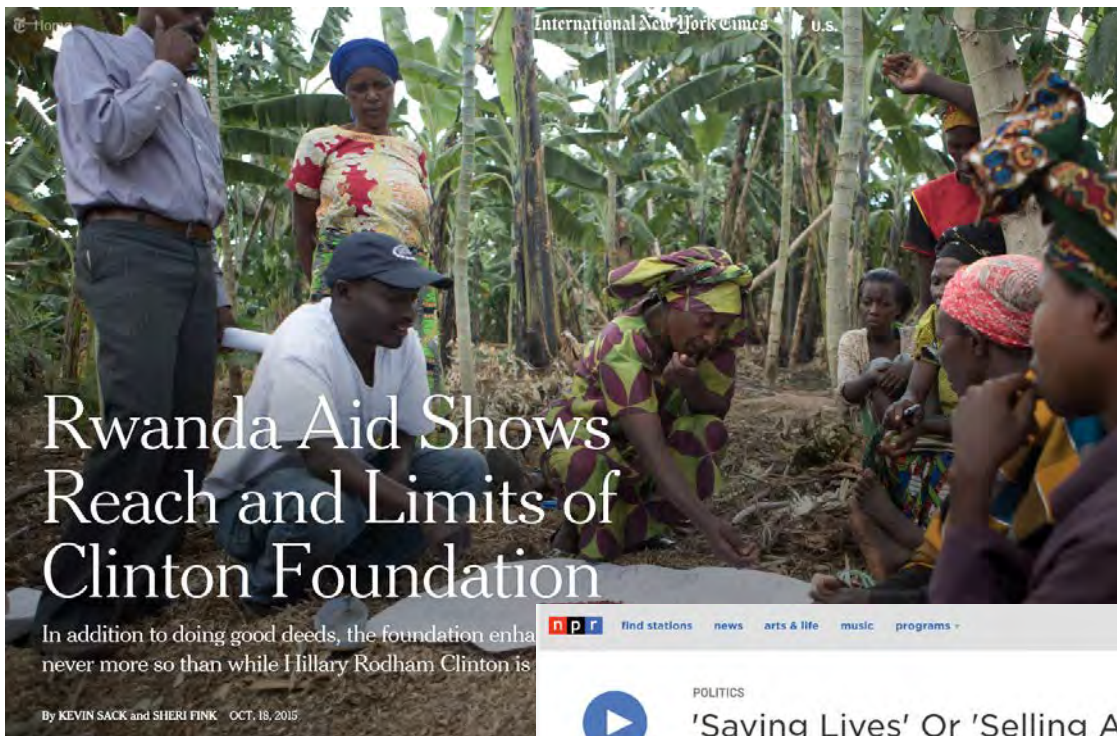 Home
International New York Times
U.S.
Rwanda Aid Shows
Reach and Limits of
Clinton Foundation
In addition to doing good deeds, the foundation
never more so than while Hillary Rodham Clinton is
By KEVIN SACK and SHERI FINK OCT. 18, 2015
npr find stations news arts & life music programs
POLITICS
'Saving Lives' Or 'Selling